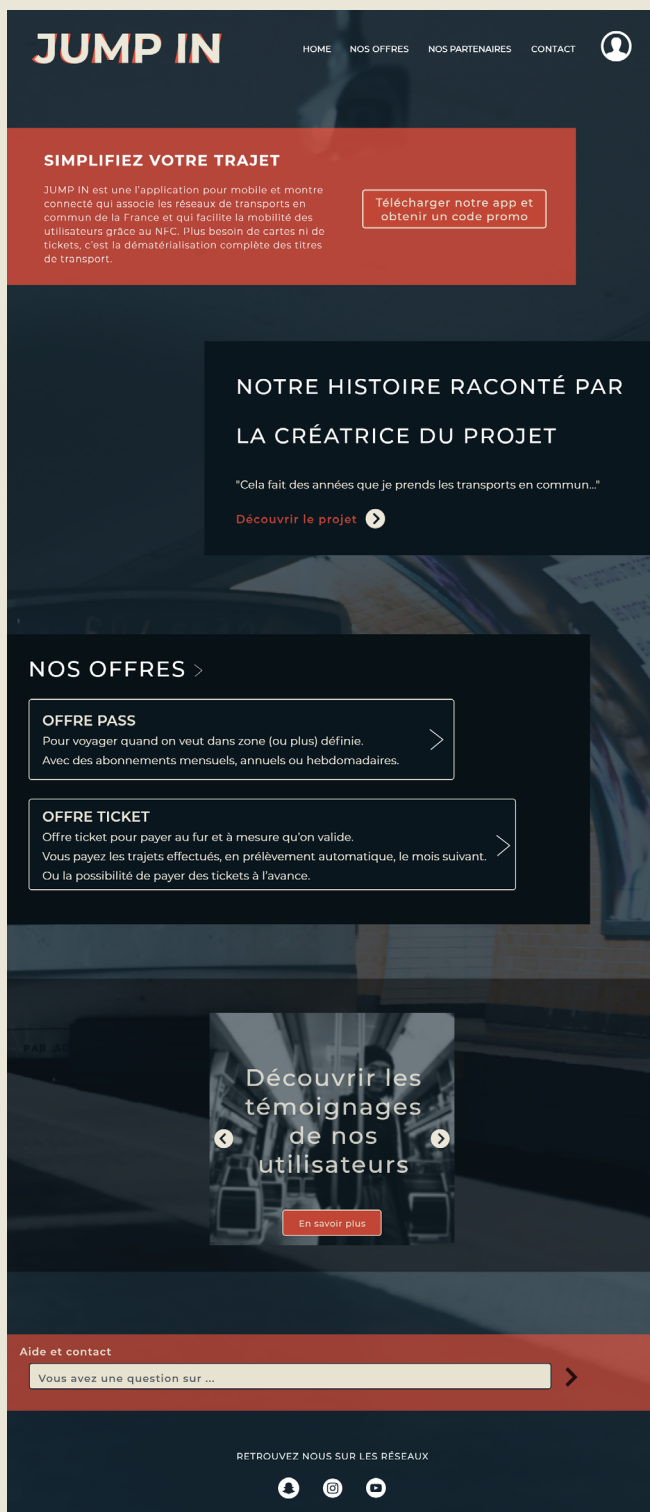 JUMP IN
HOME NOS OFFRES NOS PARTENAIRES CONTACT
SIMPLIFIEZ VOTRE TRAJET
JUMP IN est une l'application pour mobile et montre
connecté qui associe les réseaux de transports en
commun de la France et qui facilite la mobilité des
utilisateurs grâce au NFC. Plus besoin de cartes ni de
tickets, c'est la dématérialisation complète des titres
de transport.
Télécharger notre app et
obtenir un code promo
NOTRE HISTOIRE RACONTÉ PAR
LA CRÉATRICE DU PROJET
"Cela fait des années que je prends les transports en commun..."
Découvrir le projet
NOS OFFRES >
OFFRE PASS
Pour voyager quand on veut dans zone (ou plus) définie.
Avec des abonnements mensuels, annuels ou hebdomadaires.
OFFRE TICKET
Offre ticket pour payer au fur et à mesure qu'on valide.
Vous payez les trajets effectués, en prélèvement automatique, le mois suivant.
Ou la possibilité de payer des tickets à l'avance.
Découvrir les
témoignages
de nos
utilisateurs
En savoir plus
Aide et contact
Vous avez une question sur ...
RETROUVEZ NOUS SUR LES RÉSEAUX